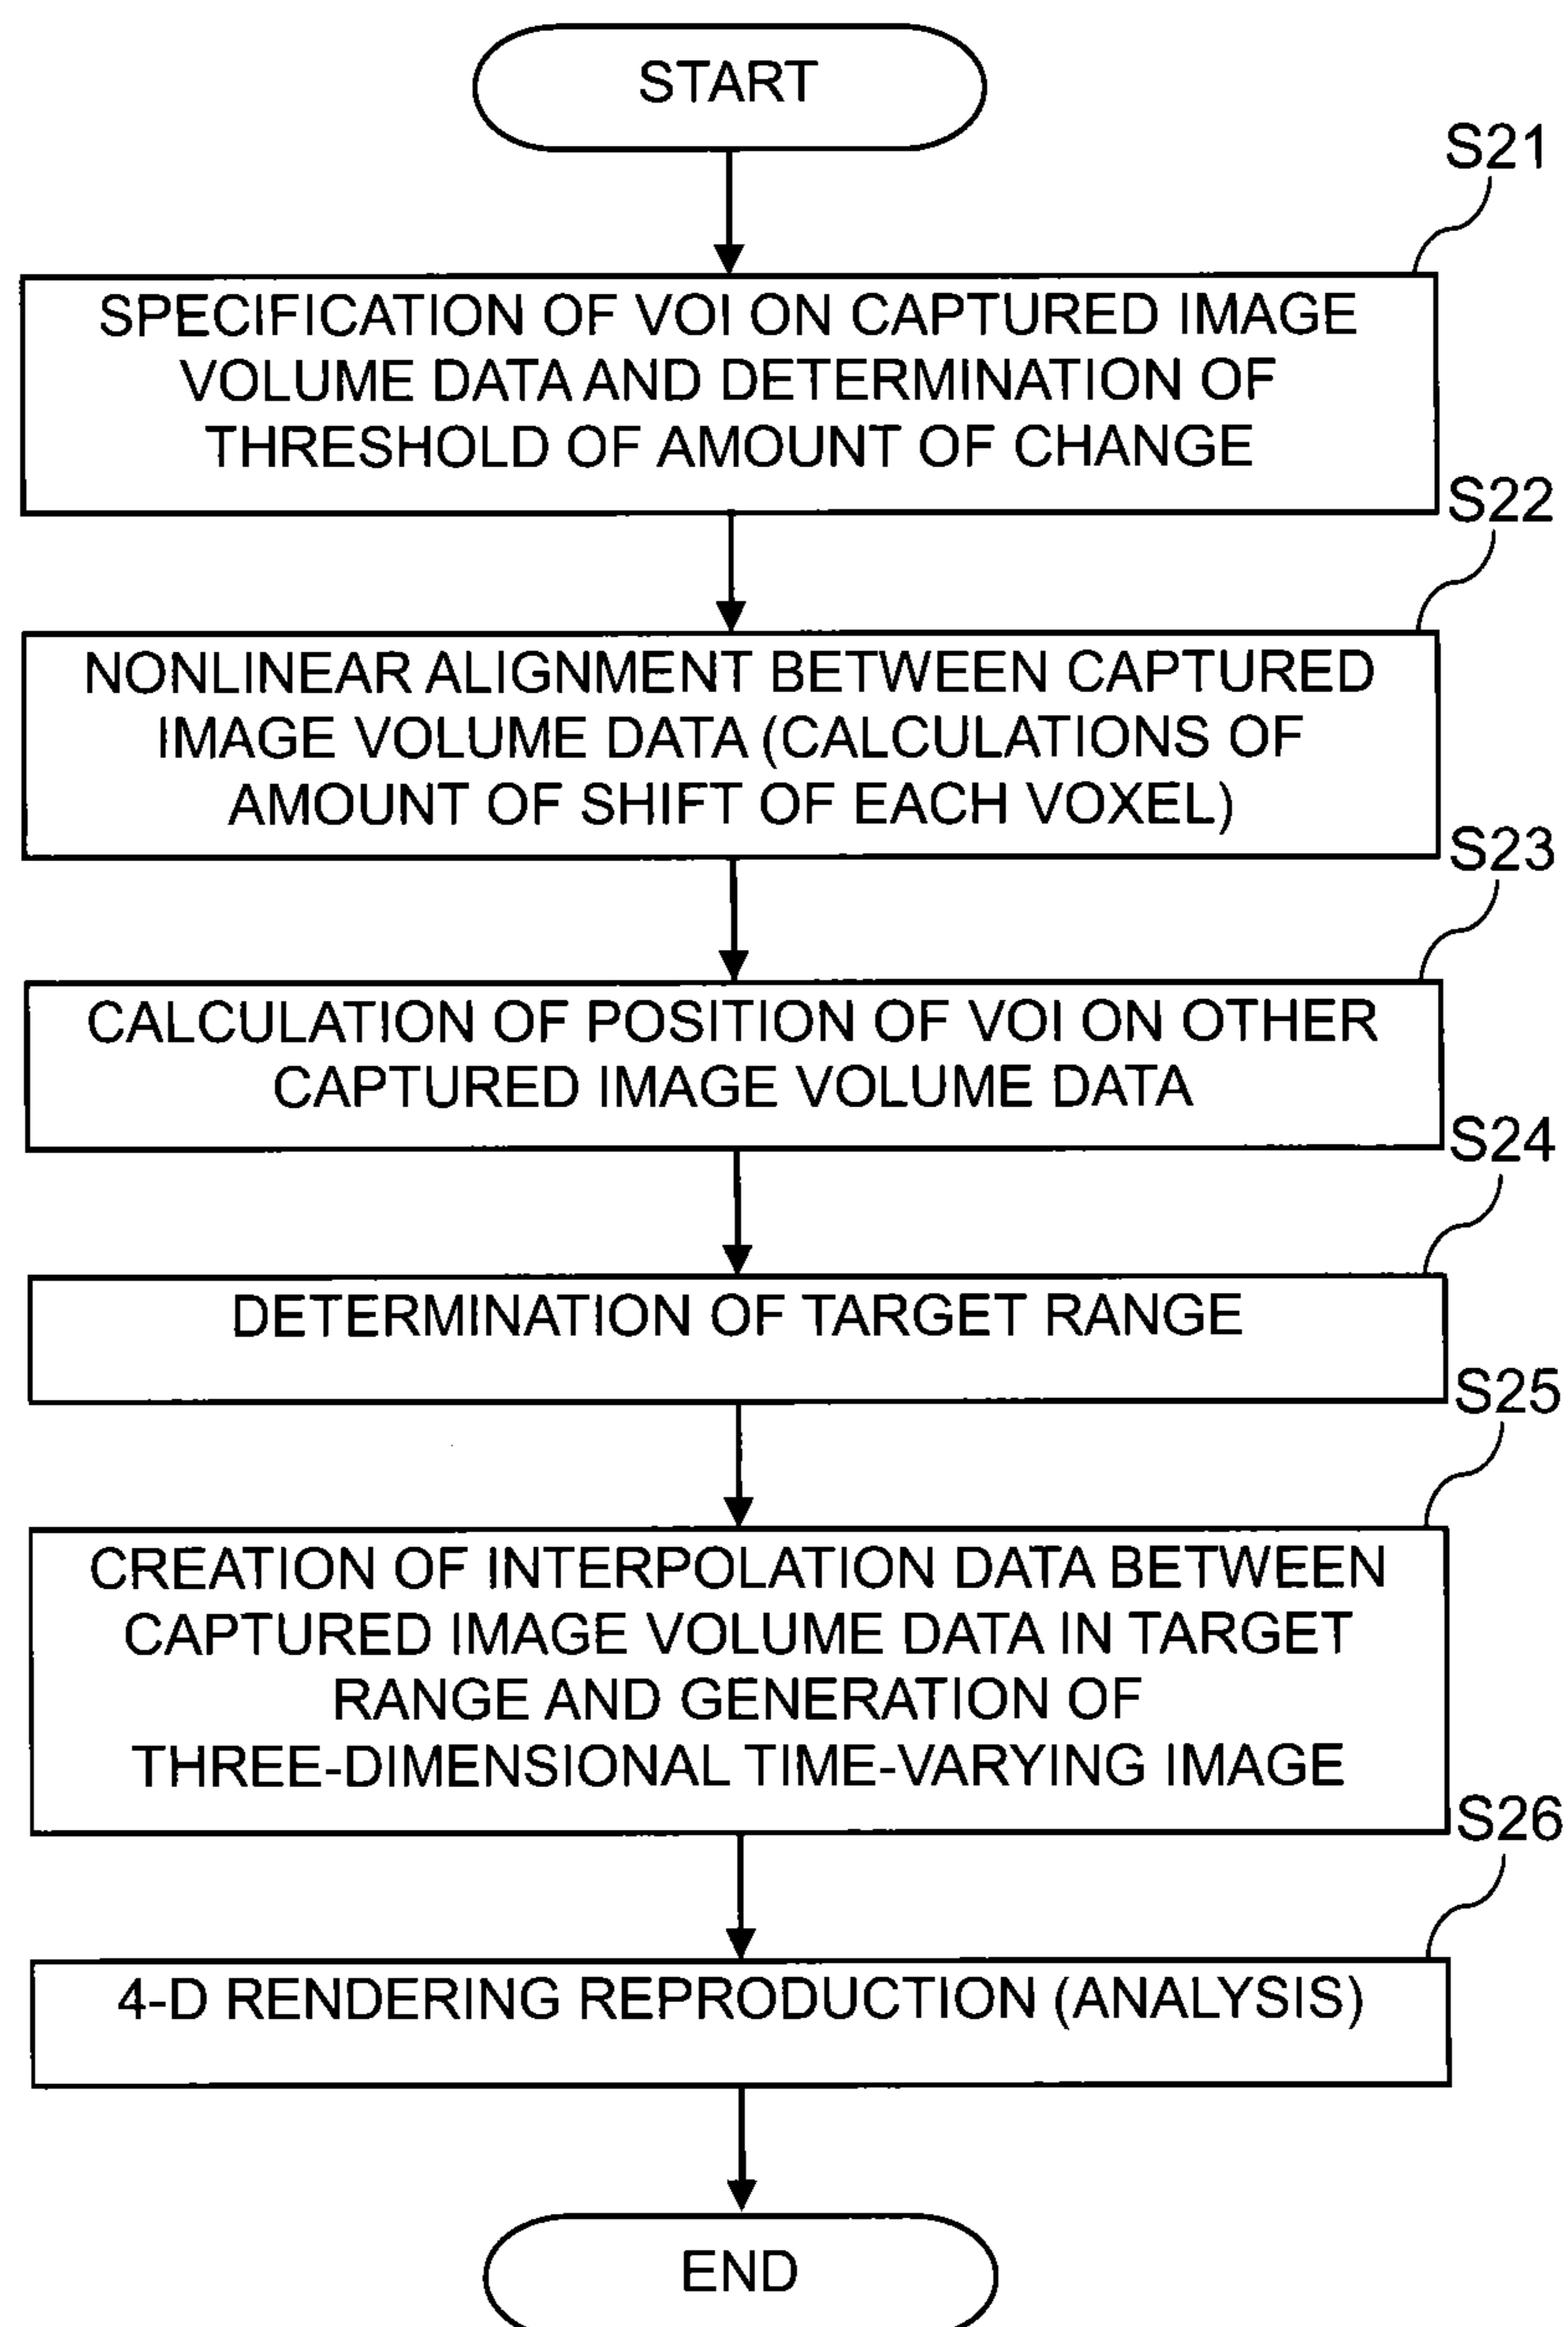 START
S21
SPECIFICATION OF VOI ON CAPTURED IMAGE
VOLUME DATA AND DETERMINATION OF
THRESHOLD OF AMOUNT OF CHANGE
S22
NONLINEAR ALIGNMENT BETWEEN CAPTURED
IMAGE VOLUME DATA (CALCULATIONS OF
AMOUNT OF SHIFT OF EACH VOXEL)
S23
CALCULATION OF POSITION OF VOI ON OTHER
CAPTURED IMAGE VOLUME DATA
S24
DETERMINATION OF TARGET RANGE
S25
CREATION OF INTERPOLATION DATA BETWEEN
CAPTURED IMAGE VOLUME DATA IN TARGET
RANGE AND GENERATION OF
THREE-DIMENSIONAL TIME-VARYING IMAGE
S26
4-D RENDERING REPRODUCTION (ANALYSIS)
END